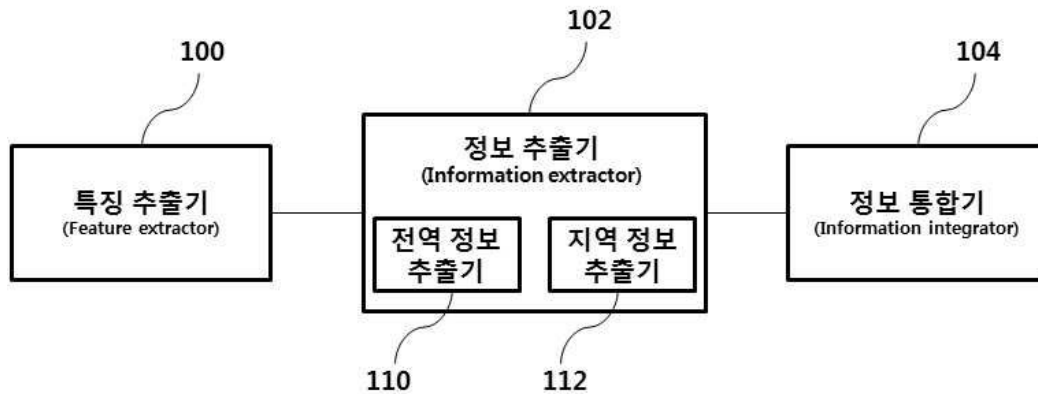 100
102
104
특징 추출기
(Feature extractor)
정보 추출기
(Information extractor)
전역 정보
추출기
지역 정보
추출기
정보 통합기
(Information integrator)
110
112